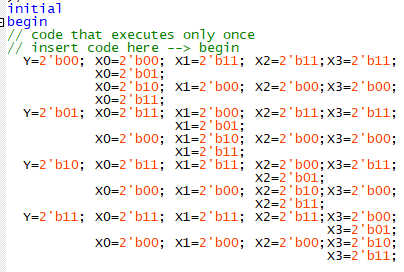 initial
begin
// code that executes only once
// insert code here --> begin
Y=2'b00; X0=2'b00; X1=2'b11; X2=2'b11;X3=2'b11;
X0=2'b01;
X0=2'b10; X1=2'b00; X2=2'b00;X3=2'b00;
X0=2'b11;
Y=2'b01; X0=2'b11; X1=2'b00; X2=2'b11;X3=2'b11;
X1=2'b01;
X0=2'b00; X1=2'b10; X2=2'b00;X3=2'b00;
X1=2'b11;
Y=2'b10; X0=2'b11; X1=2'b11; X2=2'b00;X3=2'b11;
X2=2'b01;
X0=2'b00; X1=2'b00; X2=2'b10;X3=2'b00;
X2=2'b11;
Y=2'b11; X0=2'b11; X1=2'b11; X2=2'b11;X3=2'b00;
X3=2'b01;
X0=2'b00; X1=2'b00; X2=2'b00;X3=2'b10;
X3=2'b11;